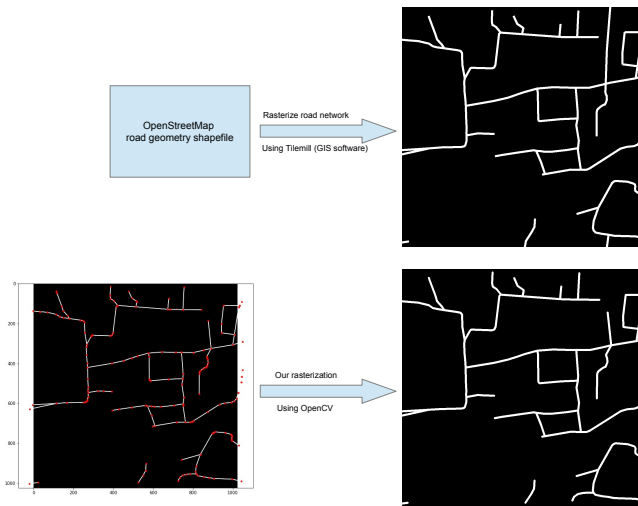 OpenStreetMap
road geometry shapefile
Rasterize road network
Using Tilemill (GIS software)
0
200
400
600
800
1000
0
200
400
600
800
1000
Our rasterization
Using OpenCV